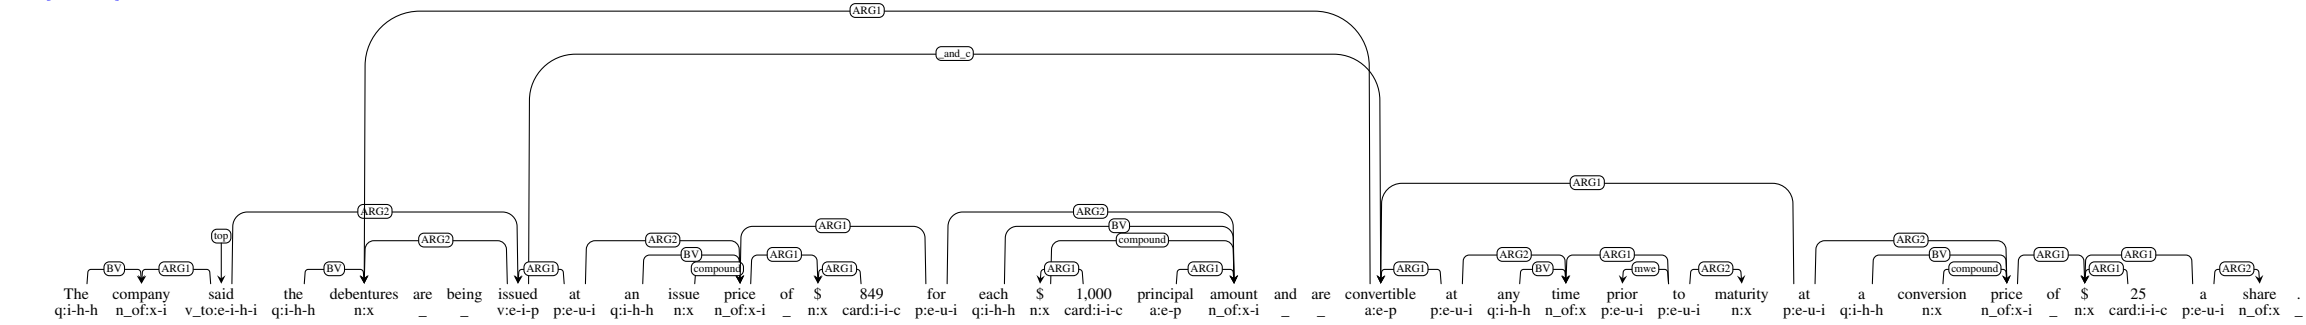 ARG1
_and_c
ARG1
ARG2 ARG2
top ARG1 BV
ARG2 ARG2 compound ARG2
BV ARG1 ARG2 ARG1 BV ARG1 ARG1
BV ARG1 BV ARG1 compound ARG1 ARG1 ARG1 ARG1 BV mwe ARG2 compound ARG1 ARG2
The company said the debentures are being issued at an issue price of $ 849 for each $ 1,000 principal amount and are convertible at any time prior to maturity at a conversion price of $ 25 a share .
q:i-h-h n_of:x-i v_to:e-i-h-i q:i-h-h n:x _ _ v:e-i-p p:e-u-i q:i-h-h n:x n_of:x-i _ n:x card:i-i-c p:e-u-i q:i-h-h n:x card:i-i-c a:e-p n_of:x-i _ _ a:e-p p:e-u-i q:i-h-h n_of:x p:e-u-i p:e-u-i n:x p:e-u-i q:i-h-h n:x n_of:x-i _ n:x card:i-i-c p:e-u-i n_of:x _